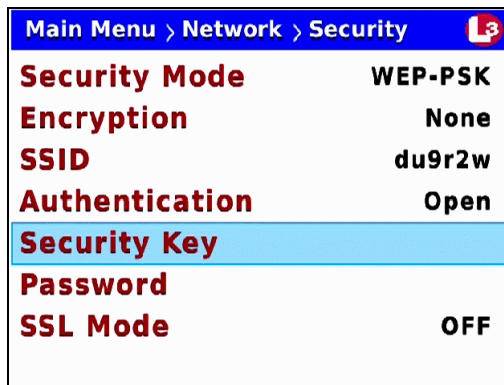 Main Menu > Network > Security L3
Security Mode WEP-PSK
Encryption None
SSID du9r2w
Authentication Open
Security Key
Password
SSL Mode OFF